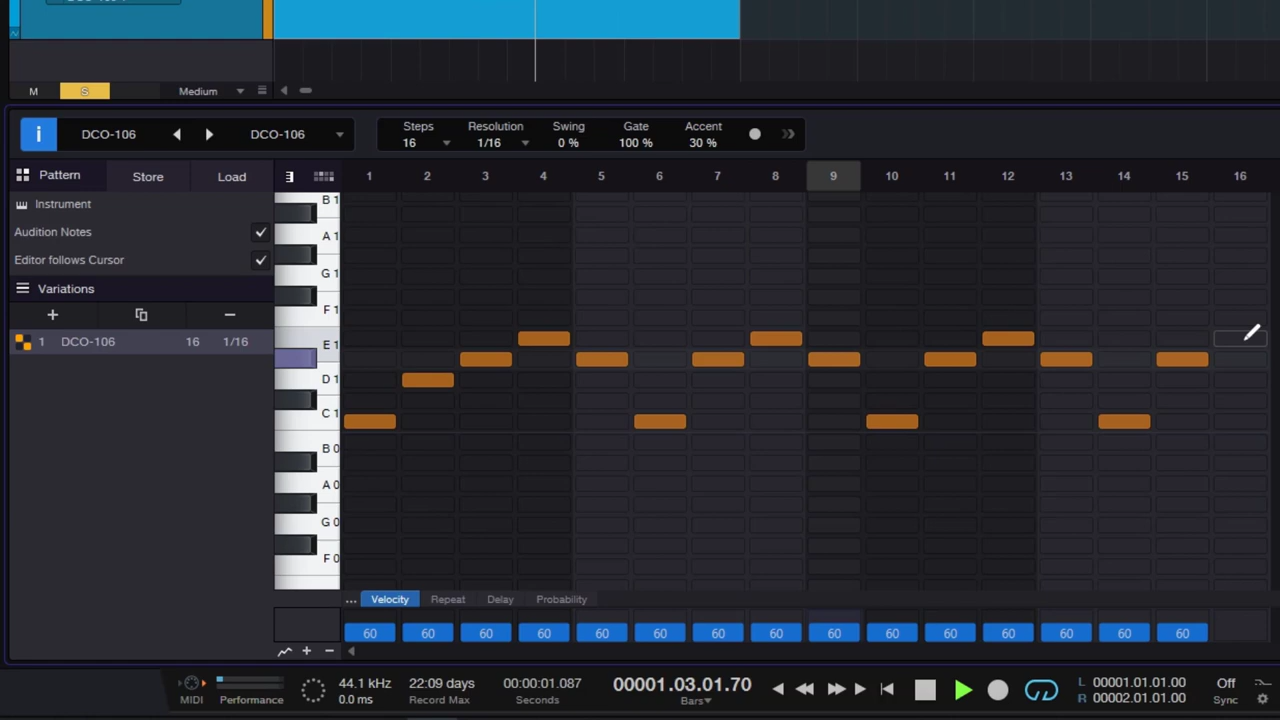 M S Medium
i DCO-106 DCO-106
Steps Resolution Swing Gate Accent
16 1/16 0 % 100 % 30 %
Pattern Store Load
1 2 3 4 5 6 7 8 9 10 11 12 13 14 15 16
Instrument
Audition Notes
Editor follows Cursor
Variations
1 DCO-106 16 1/16
B 1
A 1
G 1
F 1
E 1
D 1
C 1
B 0
A 0
G 0
F 0
... Velocity Repeat Delay Probability
60 60 60 60 60 60 60 60 60 60 60 60 60 60 60
MIDI Performance
44.1 kHz
0.0 ms
22:09 days
Record Max
00:00:01.087
Seconds
00001.03.01.70
Bars
L 00001.01.01.00
R 00002.01.01.00
Off
Sync